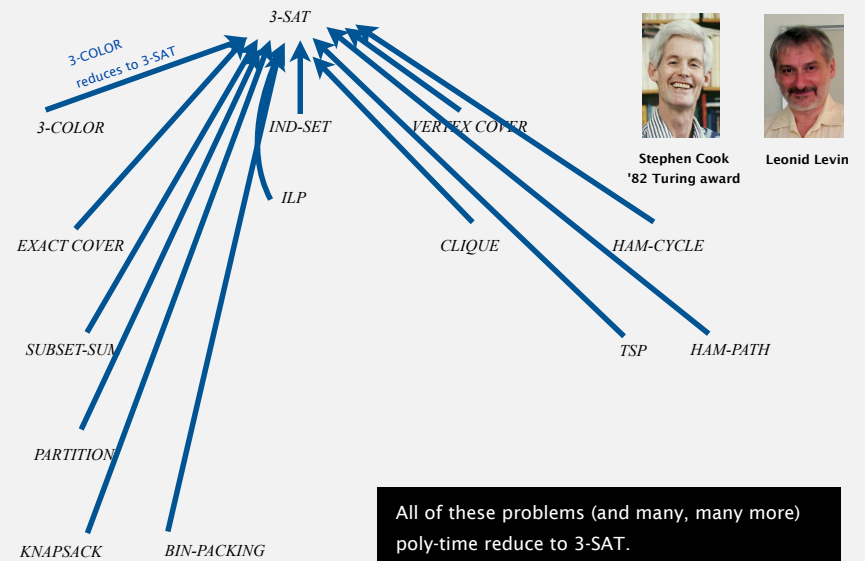 3-SAT
3-COLOR
reduces to 3-SAT
3-COLOR
IND-SET
VERTEX COVER
Stephen Cook
'82 Turing award
Leonid Levin
ILP
EXACT COVER
CLIQUE
HAM-CYCLE
SUBSET-SUM
TSP
HAM-PATH
PARTITION
KNAPSACK
BIN-PACKING
All of these problems (and many, many more)
poly-time reduce to 3-SAT.